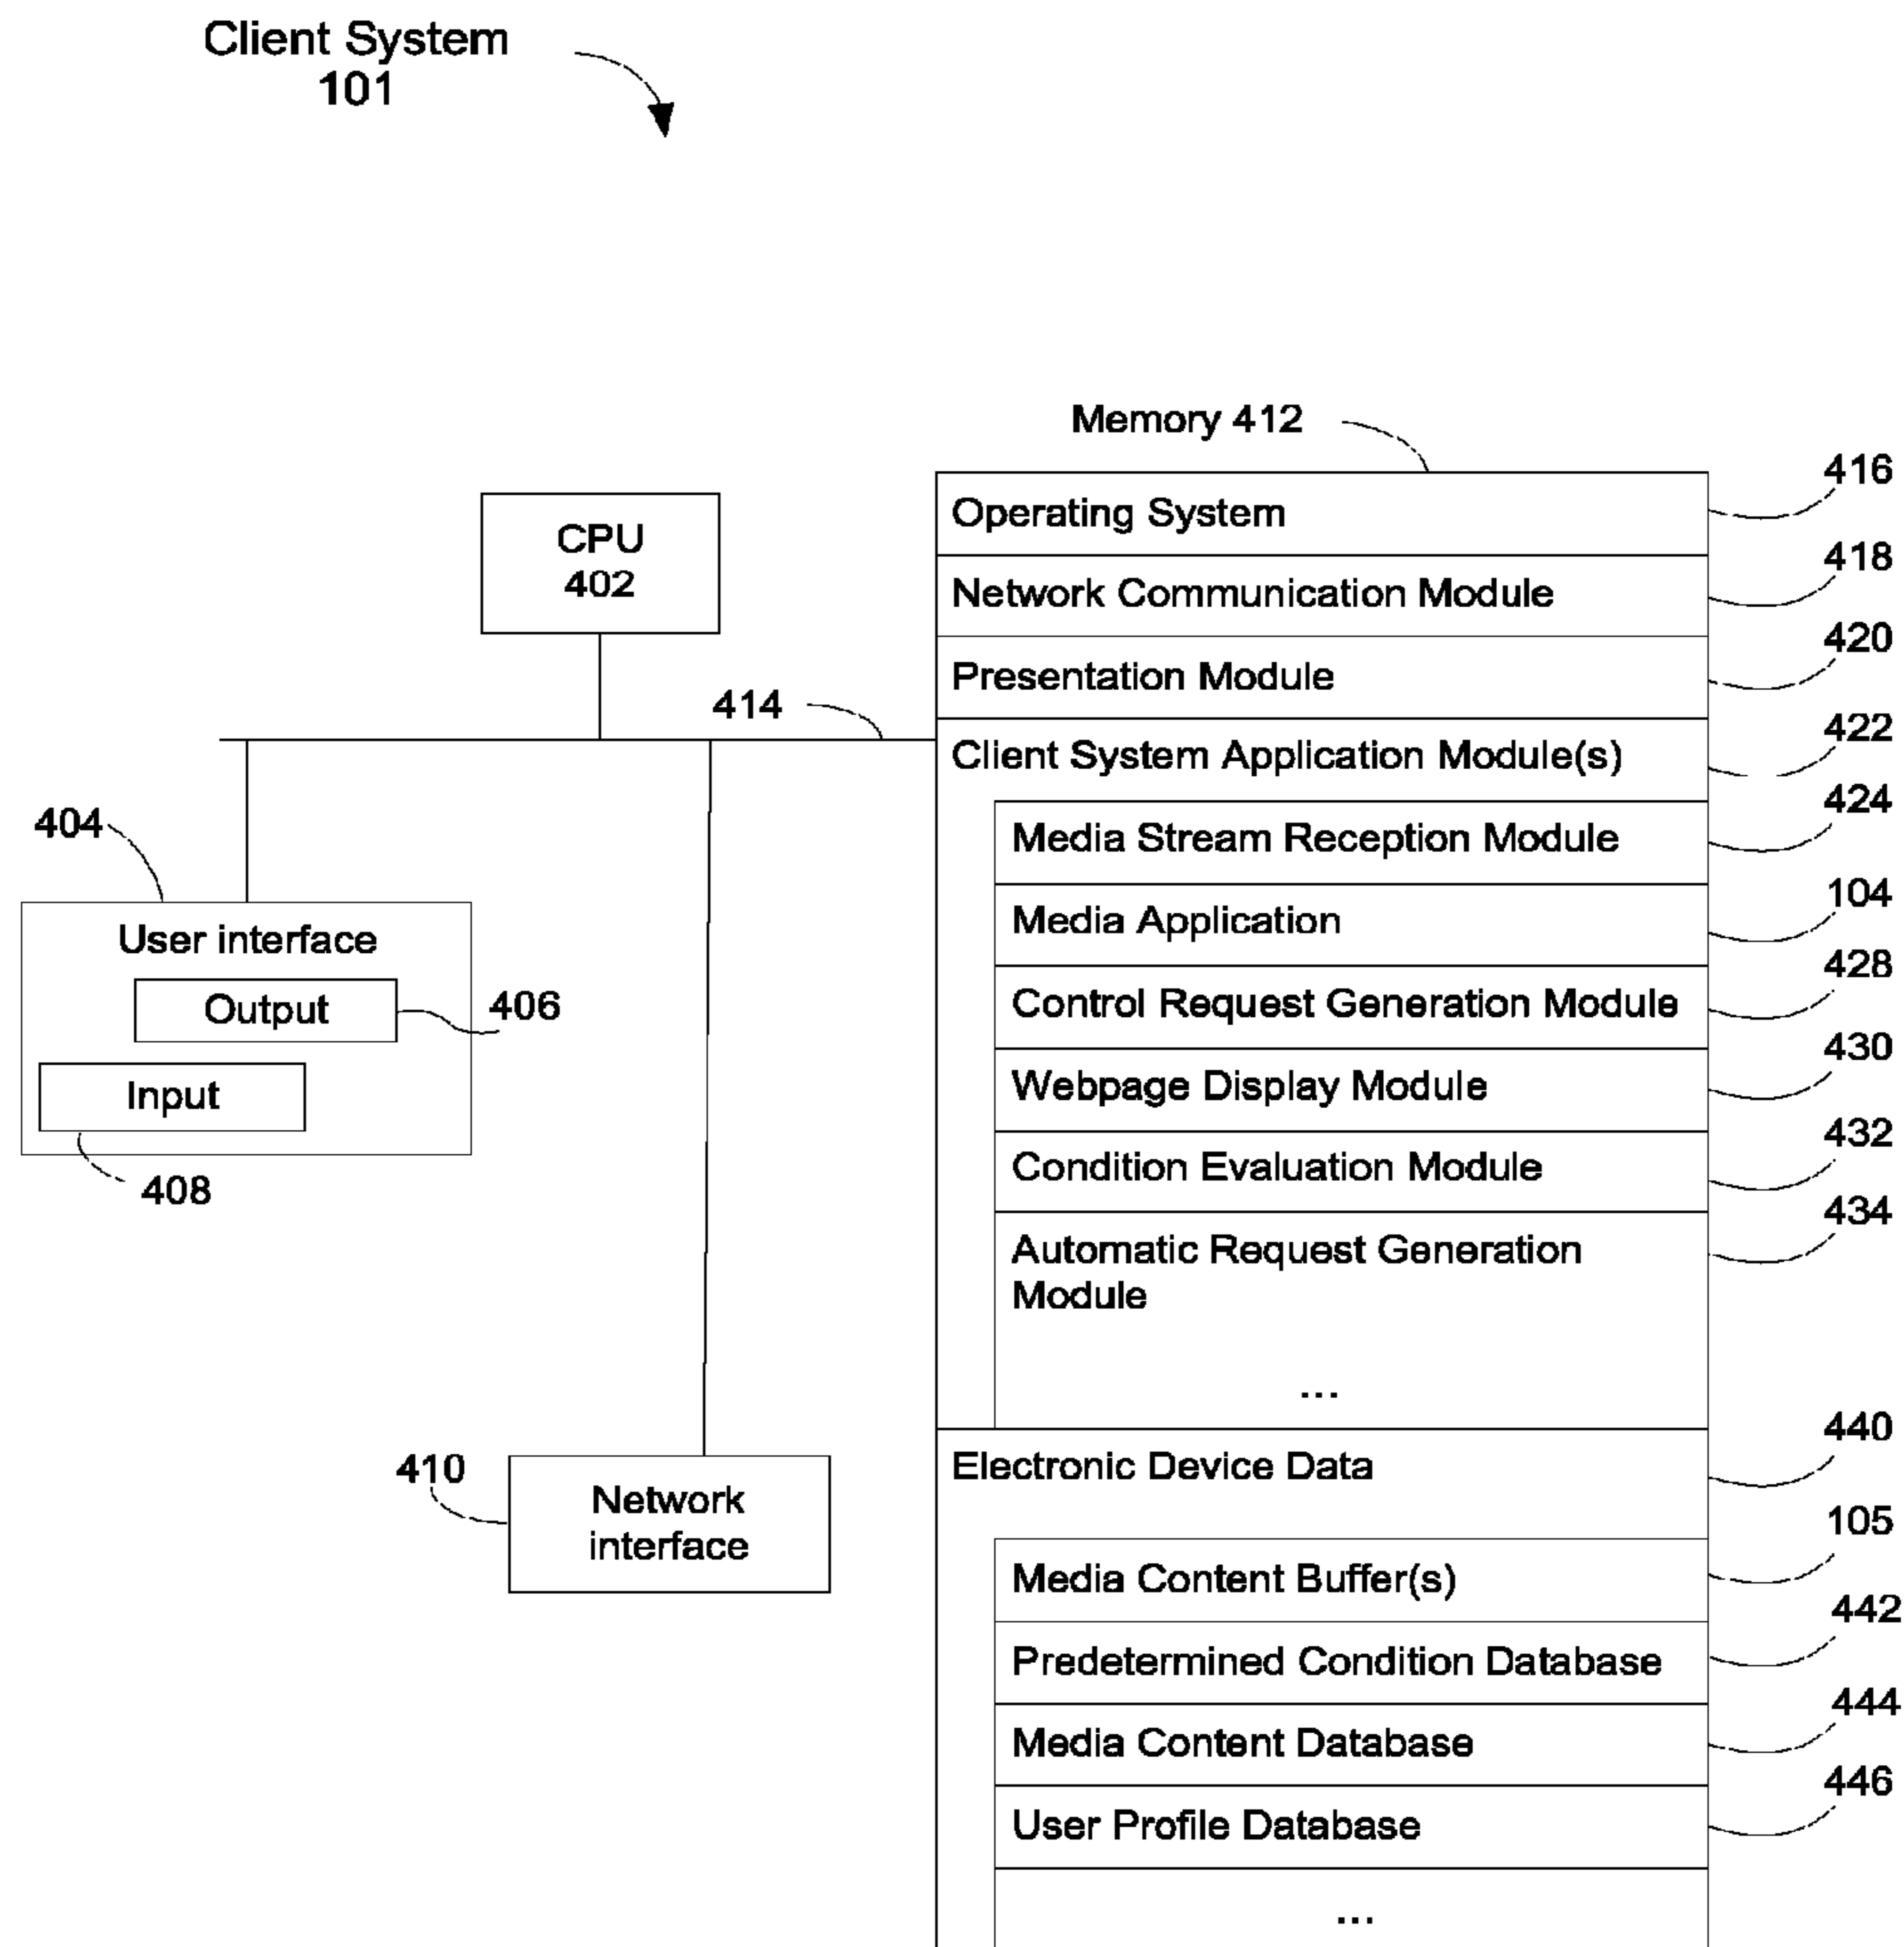 Client System
101
Memory 412
Operating System
416
CPU
402
Network Communication Module
418
Presentation Module
420
414
Client System Application Module(s)
422
404
Media Stream Reception Module
424
User interface
Media Application
104
Output
406
Control Request Generation Module
428
Input
Webpage Display Module
430
408
Condition Evaluation Module
432
Automatic Request Generation
Module
434
...
410
Network
interface
Electronic Device Data
440
Media Content Buffer(s)
105
Predetermined Condition Database
442
Media Content Database
444
User Profile Database
446
...